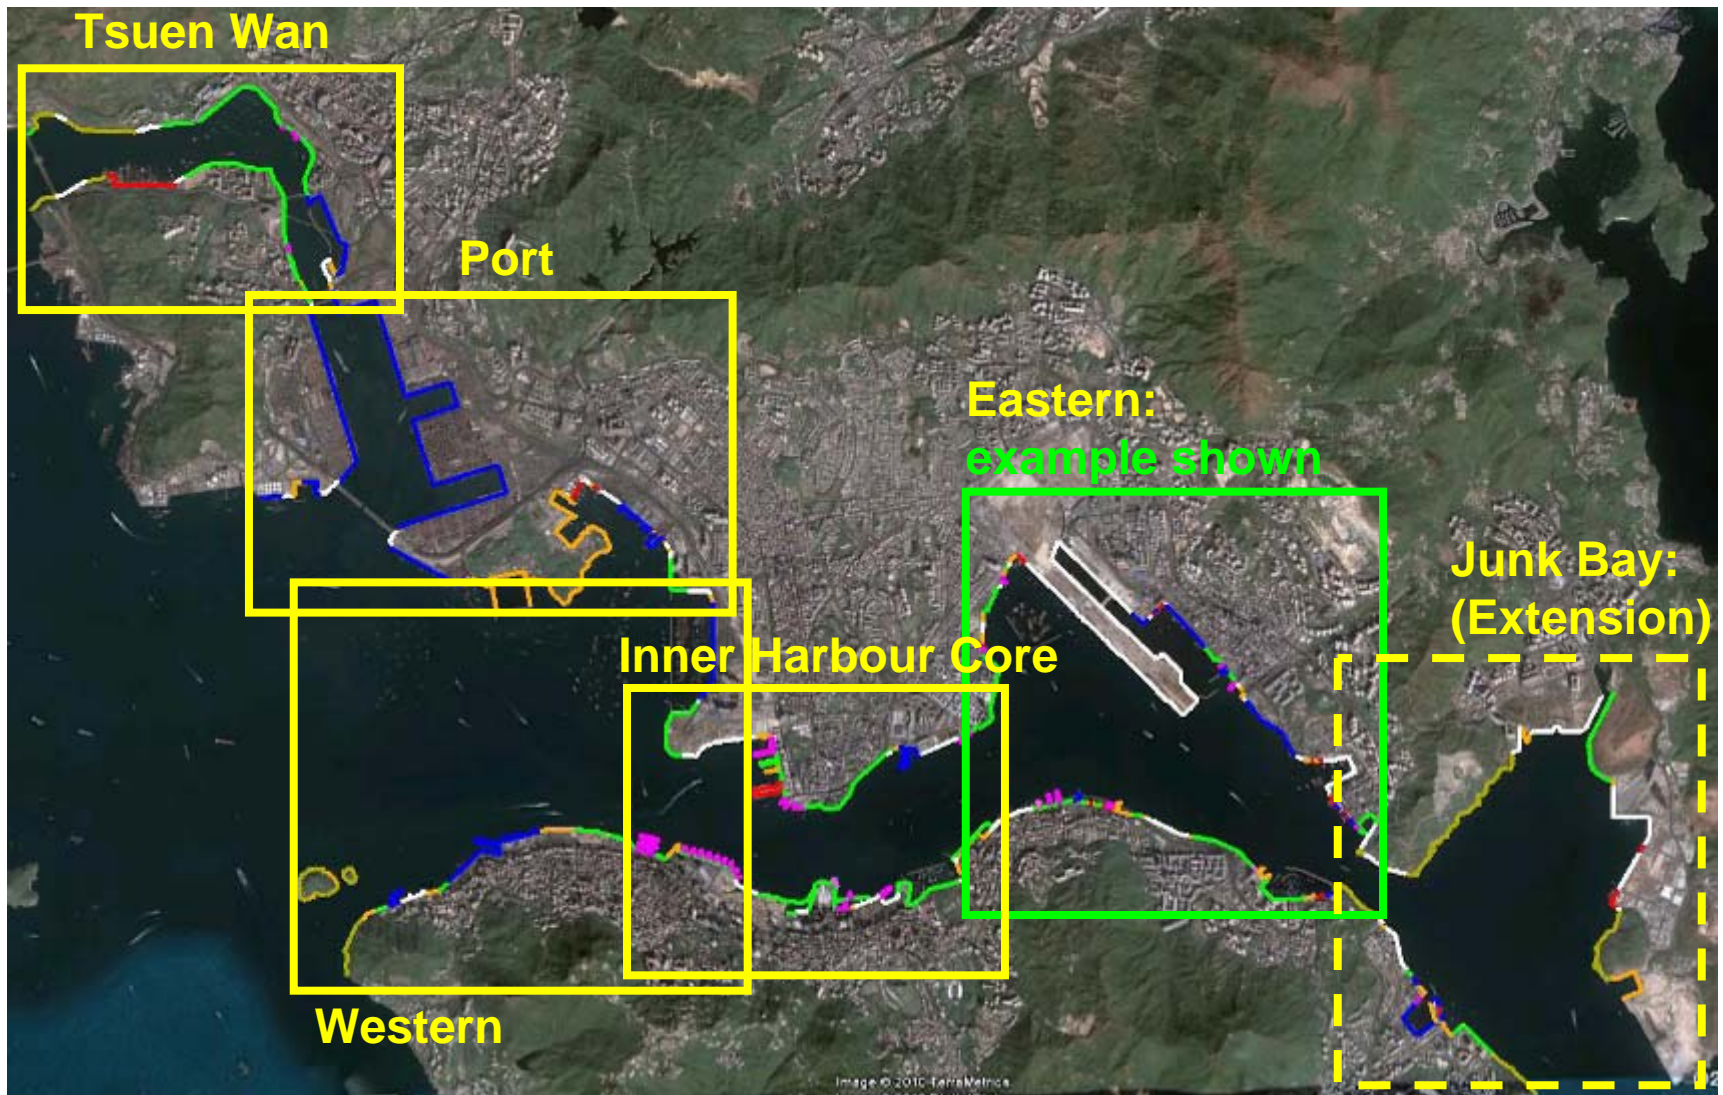 Tsuen Wan
Port
Eastern:
example shown
Junk Bay:
(Extension)
Inner Harbour Core
Western
Image © 2010 TerraMetrics